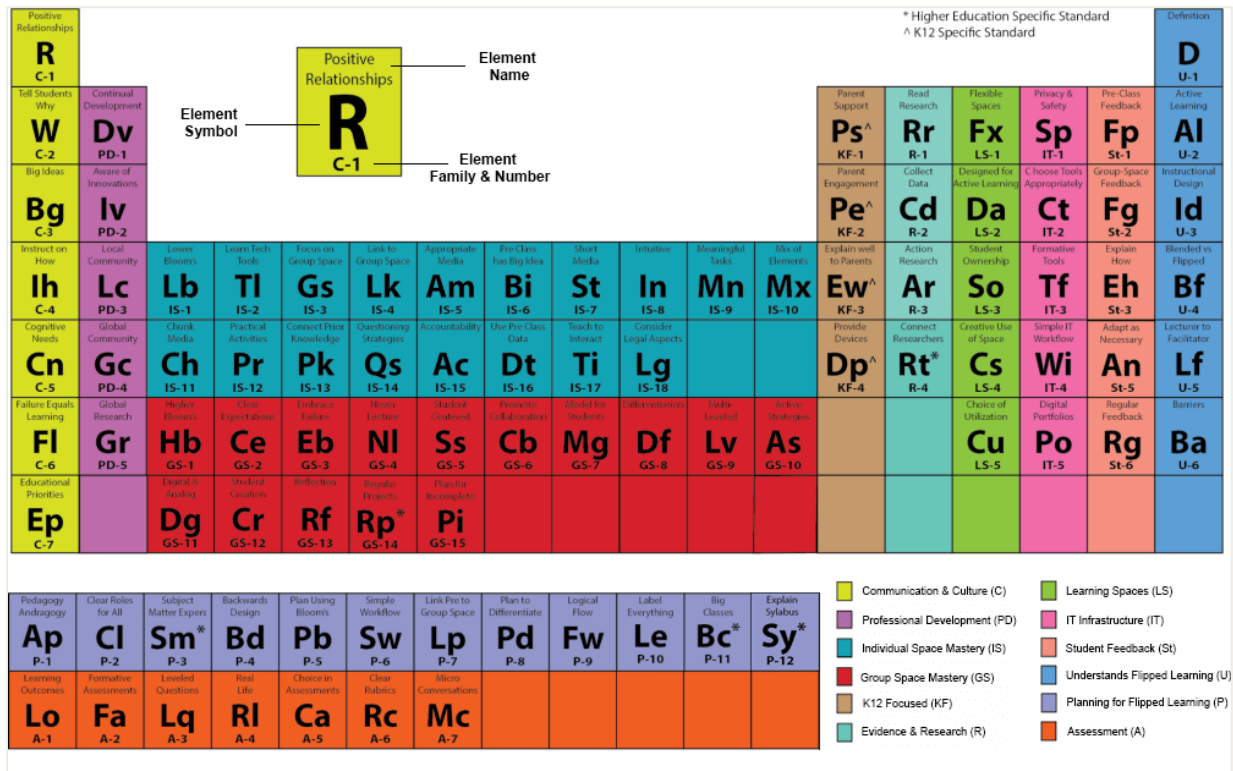 * Higher Education Specific Standard
^ K12 Specific Standard
Positive
Relationships
R
C-1
Element
Name
Element
Symbol
Element
Family & Number
Positive
Relationships
R
C-1
Definition
D
U-1
Tell Students
Why
W
C-2
Continual
Development
Dv
PD-1
Parent
Support
Ps^
KF-1
Read
Research
Rr
R-1
Flexible
Spaces
Fx
LS-1
Privacy &
Safety
Sp
IT-1
Pre-Class
Feedback
Fp
St-1
Active
Learning
Al
U-2
Big Ideas
Bg
C-3
Aware of
Innovations
Iv
PD-2
Parent
Engagement
Pe^
KF-2
Collect
Data
Cd
R-2
Designed for
Active Learning
Da
LS-2
Choose Tools
Appropriately
Ct
IT-2
Group-Space
Feedback
Fg
St-2
Instructional
Design
Id
U-3
Instruct on
How
Ih
C-4
Local
Community
Lc
PD-3
Lower
Bloom's
Lb
IS-1
Learn Tech
Tools
Tl
IS-2
Focus on
Group Space
Gs
IS-3
Link to
Group Space
Lk
IS-4
Appropriate
Media
Am
IS-5
Pre Class
has Big Idea
Bi
IS-6
Short
Media
St
IS-7
Intuitive
In
IS-8
Meaningful
Tasks
Mn
IS-9
Mix of
Elements
Mx
IS-10
Explain well
to Parents
Ew^
KF-3
Action
Research
Ar
R-3
Student
Ownership
So
LS-3
Formative
Tools
Tf
IT-3
Explain
How
Eh
St-3
Blended vs
Flipped
Bf
U-4
Cognitive
Needs
Cn
C-5
Global
Community
Gc
PD-4
Chunk
Media
Ch
IS-11
Practical
Activities
Pr
IS-12
Connect Prior
Knowledge
Pk
IS-13
Questioning
Strategies
Qs
IS-14
Accountability
Ac
IS-15
Use Pre Class
Data
Dt
IS-16
Teach to
Interact
Ti
IS-17
Consider
Legal Aspects
Lg
IS-18
Provide
Devices
Dp^
KF-4
Connect
Researchers
Rt*
R-4
Creative Use
of Space
Cs
LS-4
Simple IT
Workflow
Wi
IT-4
Adapt as
Necessary
An
St-5
Lecturer to
Facilitator
Lf
U-5
Failure Equals
Learning
Fl
C-6
Global
Research
Gr
PD-5
Higher
Bloom's
Hb
GS-1
Clear
Expectations
Ce
GS-2
Embrace
Failure
Eb
GS-3
Never
Lecture
Nl
GS-4
Student
Centered
Ss
GS-5
Promote
Collaboration
Cb
GS-6
Model for
Students
Mg
GS-7
Differentiation
Df
GS-8
Multi-
Leveled
Lv
GS-9
Active
Strategies
As
GS-10
Choice of
Utilization
Cu
LS-5
Digital
Portfolios
Po
IT-5
Regular
Feedback
Rg
St-6
Barriers
Ba
U-6
Educational
Priorities
Ep
C-7
Digital &
Analog
Dg
GS-11
Student
Creation
Cr
GS-12
Reflection
Rf
GS-13
Regular
Projects
Rp*
GS-14
Plan for
Incomplete
Pi
GS-15
Pedagogy
Andragogy
Ap
P-1
Clear Roles
for All
Cl
P-2
Subject
Matter Expers
Sm*
P-3
Backwards
Design
Bd
P-4
Plan Using
Bloom's
Pb
P-5
Simple
Workflow
Sw
P-6
Link Pre to
Group Space
Lp
P-7
Plan to
Differentiate
Pd
P-8
Logical
Flow
Fw
P-9
Label
Everything
Le
P-10
Big
Classes
Bc*
P-11
Explain
Sylabus
Sy*
P-12
Learning
Outcomes
Lo
A-1
Formative
Assessments
Fa
A-2
Leveled
Questions
Lq
A-3
Real
Life
Rl
A-4
Choice in
Assessments
Ca
A-5
Clear
Rubrics
Rc
A-6
Micro
Conversations
Mc
A-7
Communication & Culture (C)
Professional Development (PD)
Individual Space Mastery (IS)
Group Space Mastery (GS)
K12 Focused (KF)
Evidence & Research (R)
Learning Spaces (LS)
IT Infrastructure (IT)
Student Feedback (St)
Understands Flipped Learning (U)
Planning for Flipped Learning (P)
Assessment (A)